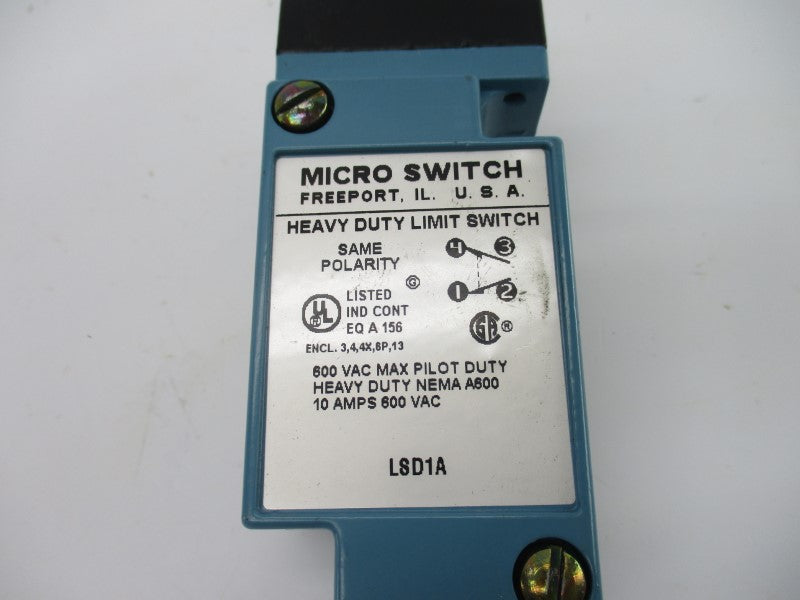 MICRO SWITCH
FREEPORT, IL. U. S. A.
HEAVY DUTY LIMIT SWITCH
SAME
POLARITY
4 3
1 2
G
UL
LISTED
IND CONT
EQ A 156
SA ®
ENCL. 3,4,4X,6P,13
600 VAC MAX PILOT DUTY
HEAVY DUTY NEMA A600
10 AMPS 600 VAC
LSD1A